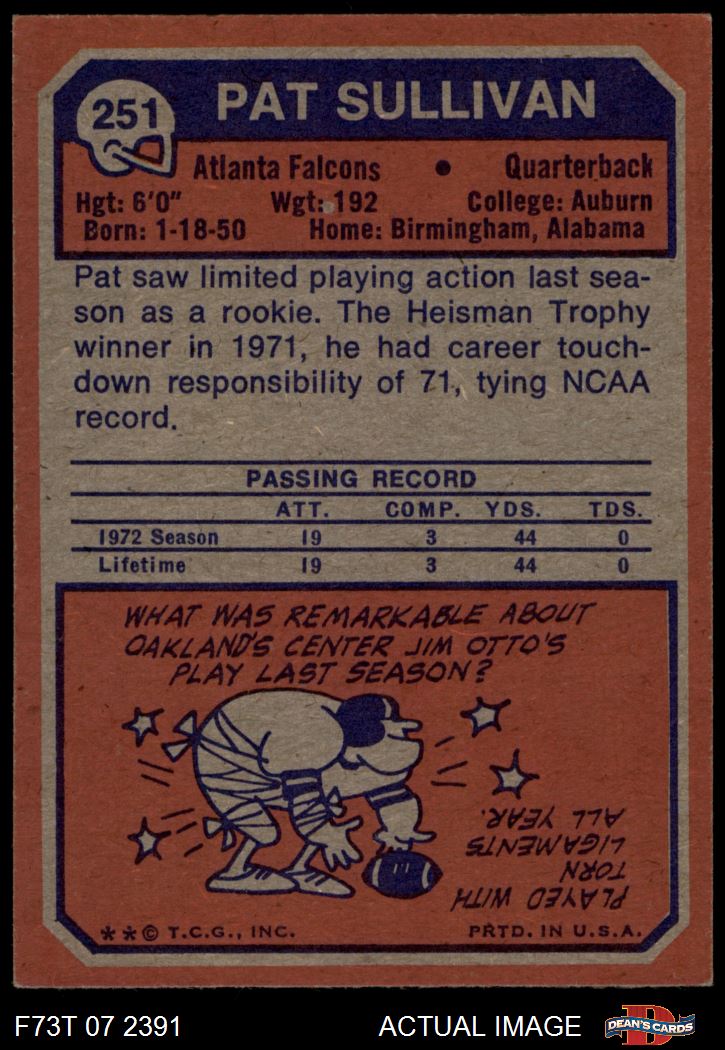 251
PAT SULLIVAN
Atlanta Falcons • Quarterback
Hgt: 6'0" Wgt: 192 College: Auburn
Born: 1-18-50 Home: Birmingham, Alabama
Pat saw limited playing action last sea-
son as a rookie. The Heisman Trophy
winner in 1971, he had career touch-
down responsibility of 71, tying NCAA
record.
PASSING RECORD
ATT. COMP. YDS. TDS.
1972 Season 19 3 44 0
Lifetime 19 3 44 0
WHAT WAS REMARKABLE ABOUT
OAKLAND'S CENTER JIM OTTO'S
PLAY LAST SEASON?
PLAYED WITH
TORN
LIGAMENTS
ALL YEAR.
**© T.C.G., INC. PRTD. IN U.S.A.
F73T 07 2391 ACTUAL IMAGE
D
DEAN'S CARDS